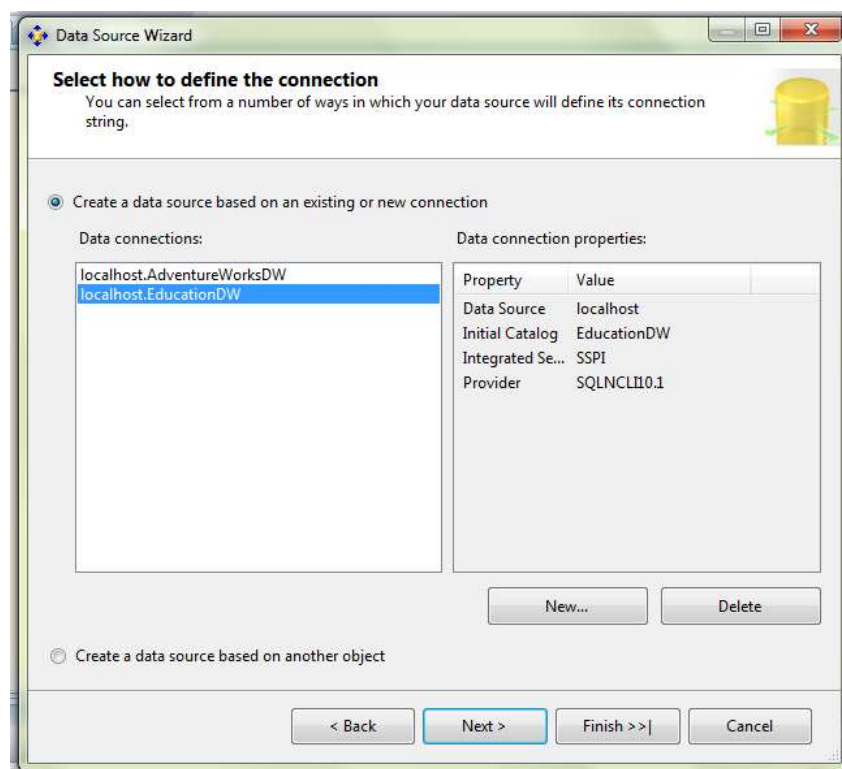 Data Source Wizard
Select how to define the connection
You can select from a number of ways in which your data source will define its connection
string.
Create a data source based on an existing or new connection
Data connections:
Data connection properties:
localhost.AdventureWorksDW
localhost.EducationDW
Property Value
Data Source localhost
Initial Catalog EducationDW
Integrated Se... SSPI
Provider SQLNCLI10.1
New... Delete
Create a data source based on another object
< Back Next > Finish >>| Cancel